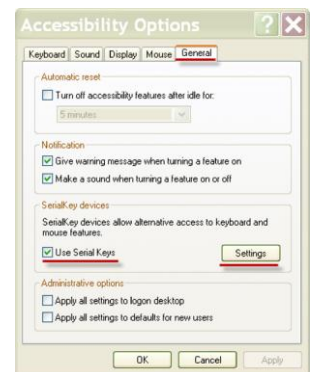 Accessibility Options
Keyboard Sound Display Mouse General
Automatic reset
Turn off accessibility features after idle for:
5 minutes
Notification
Give warning message when turning a feature on
Make a sound when turning a feature on or off
SerialKey devices
SerialKey devices allow alternative access to keyboard and
mouse features.
Use Serial Keys Settings
Administrative options
Apply all settings to logon desktop
Apply all settings to defaults for new users
OK Cancel Apply